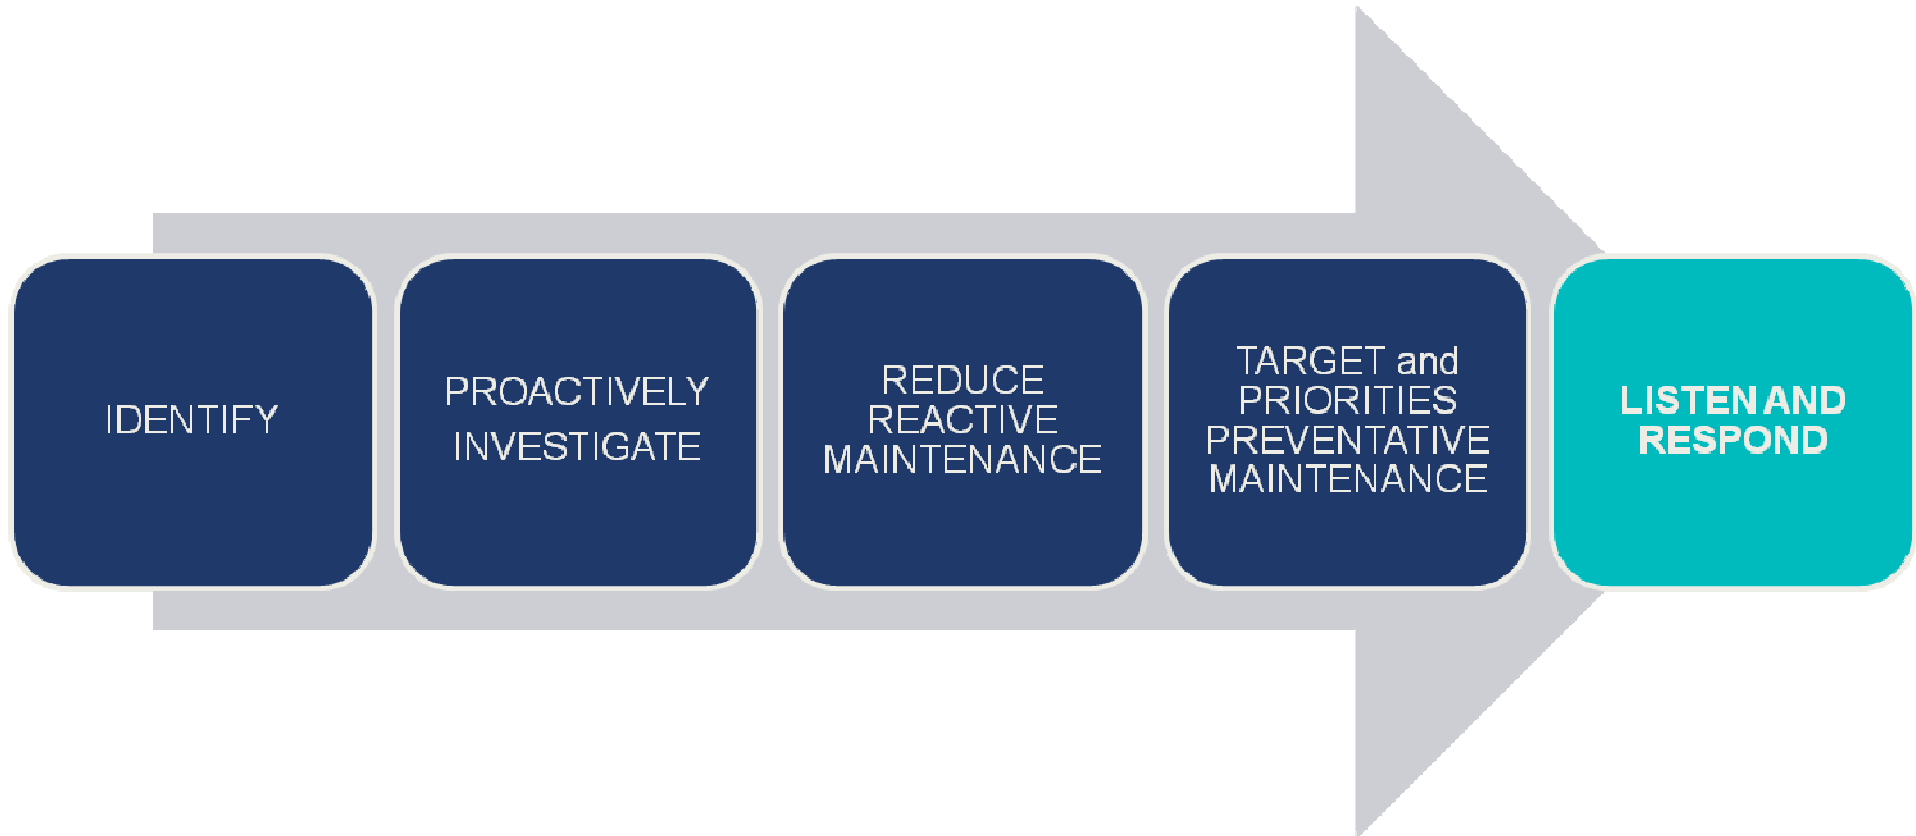 IDENTIFY
PROACTIVELY
INVESTIGATE
REDUCE
REACTIVE
MAINTENANCE
TARGET and
PRIORITIES
PREVENTATIVE
MAINTENANCE
LISTEN AND
RESPOND